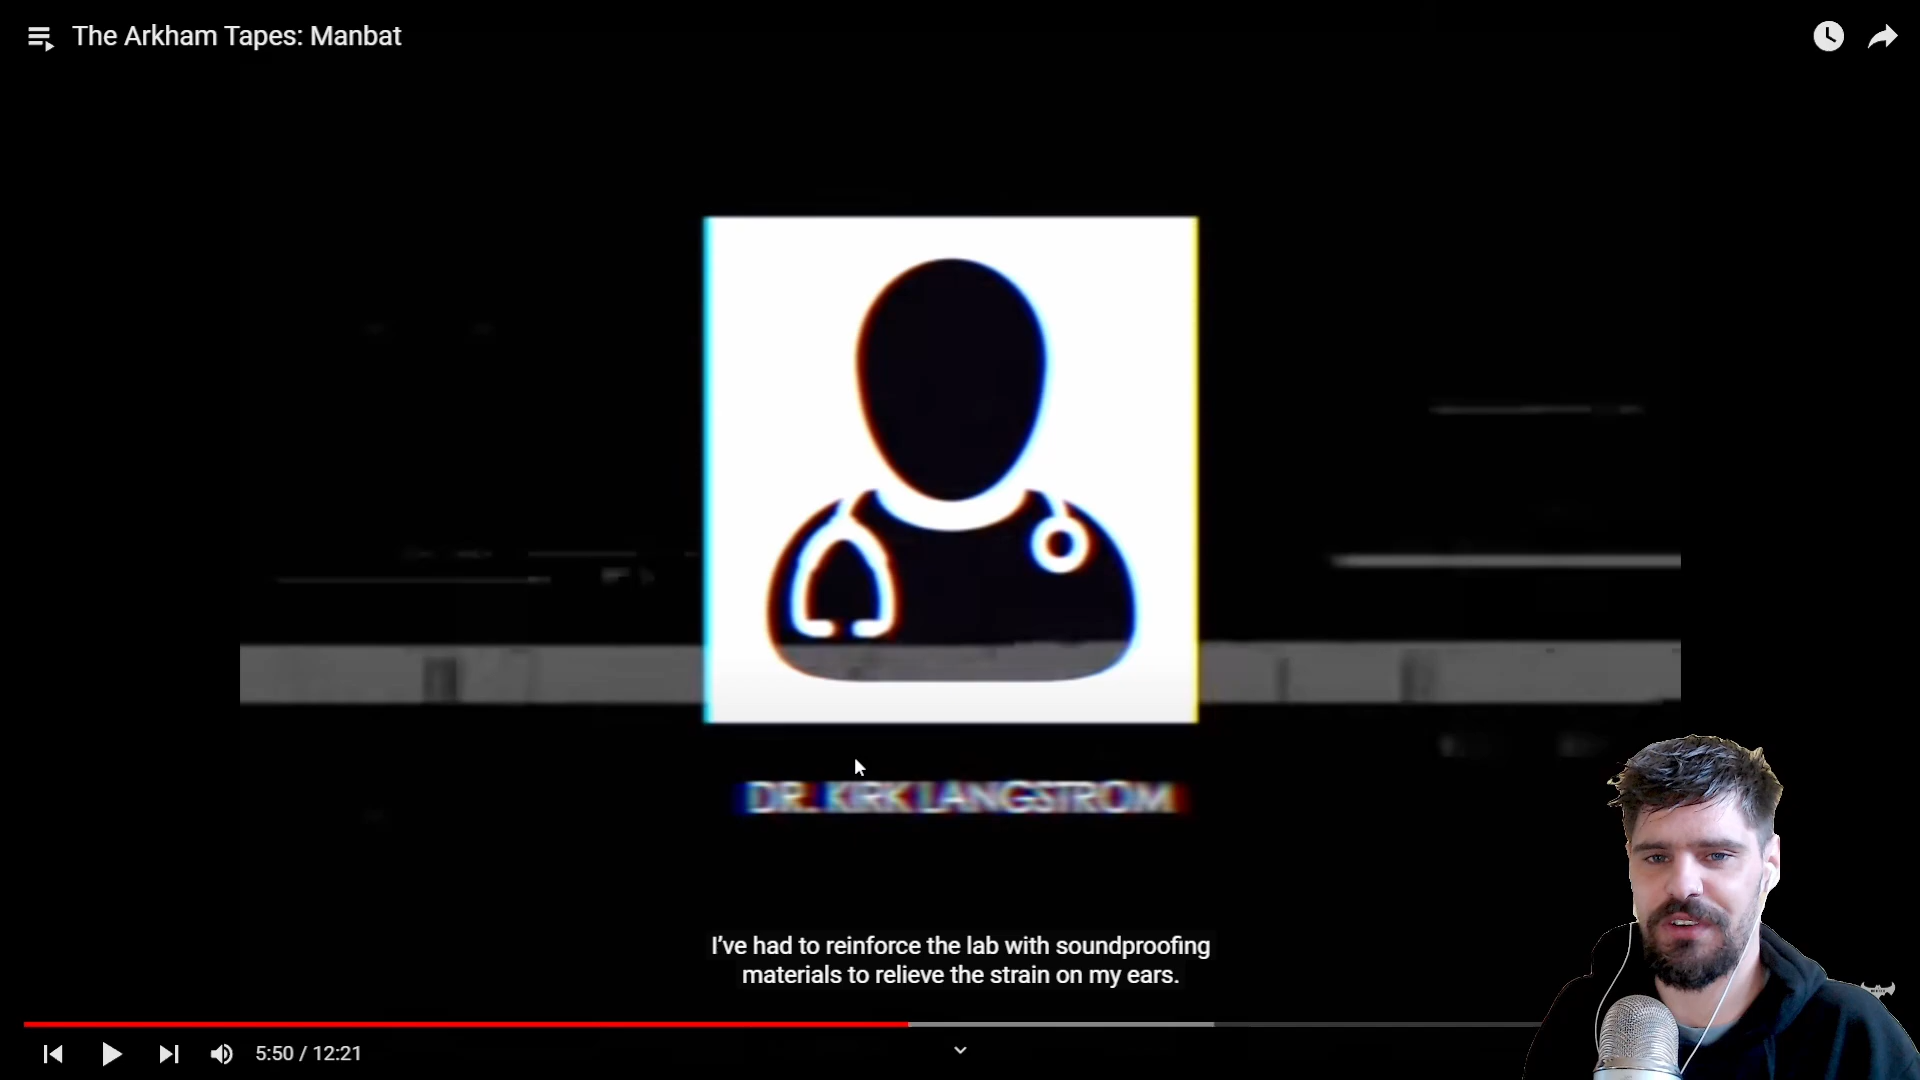 The Arkham Tapes: Manbat
DR. KIRK LANGSTROM
I've had to reinforce the lab with soundproofing
materials to relieve the strain on my ears.
5:50 / 12:21